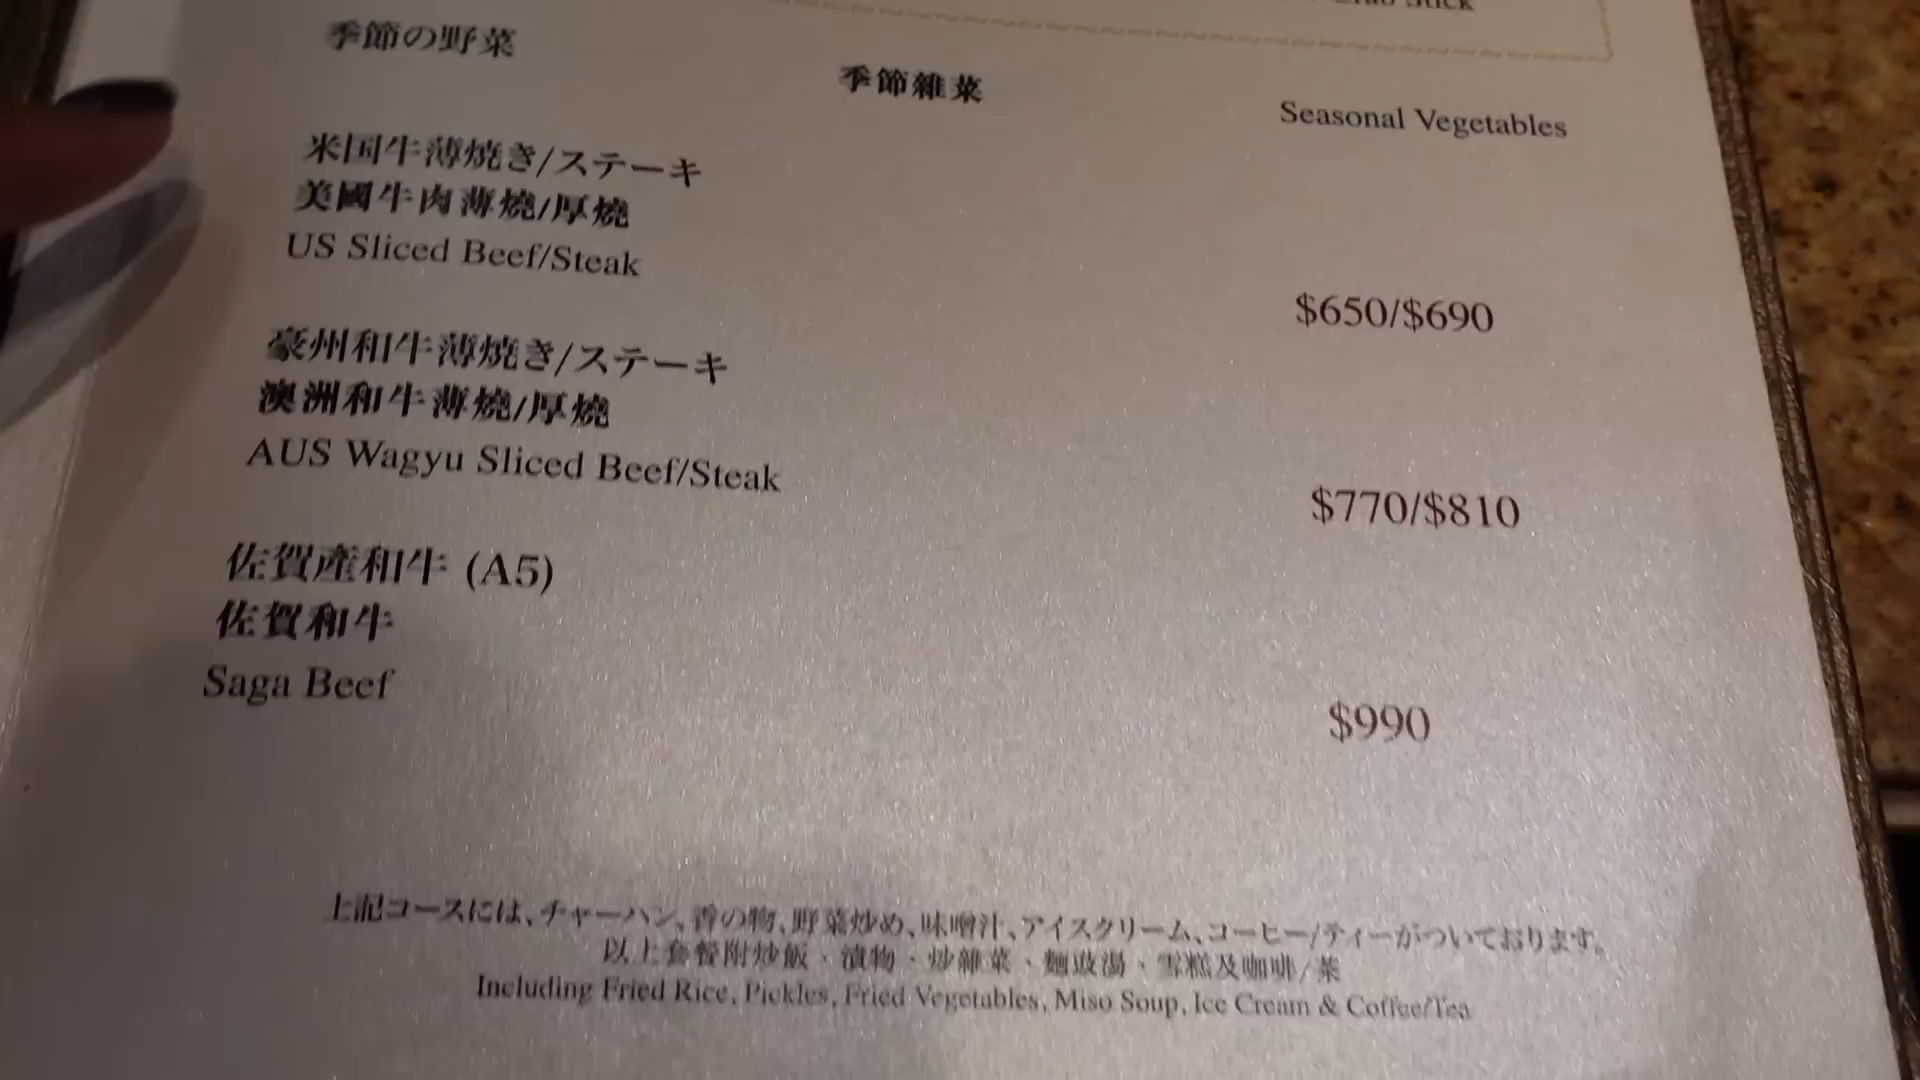 Stick
季節の野菜
季節雜菜
Seasonal Vegetables
米国牛薄焼き/ステーキ
美國牛肉薄燒/厚燒
US Sliced Beef/Steak
$650/$690
豪州和牛薄焼き/ステーキ
澳洲和牛薄燒/厚燒
AUS Wagyu Sliced Beef/Steak
$770/$810
佐賀産和牛 (A5)
佐賀和牛
Saga Beef
$990
上記コースには、チャーハン、香の物、野菜炒め、味噌汁、アイスクリーム、コーヒー/ティーがついております。
以上套餐附炒飯、漬物、炒雜菜、麵豉湯、雪糕及咖啡/茶
Including Fried Rice, Pickles, Fried Vegetables, Miso Soup, Ice Cream & Coffee/Tea